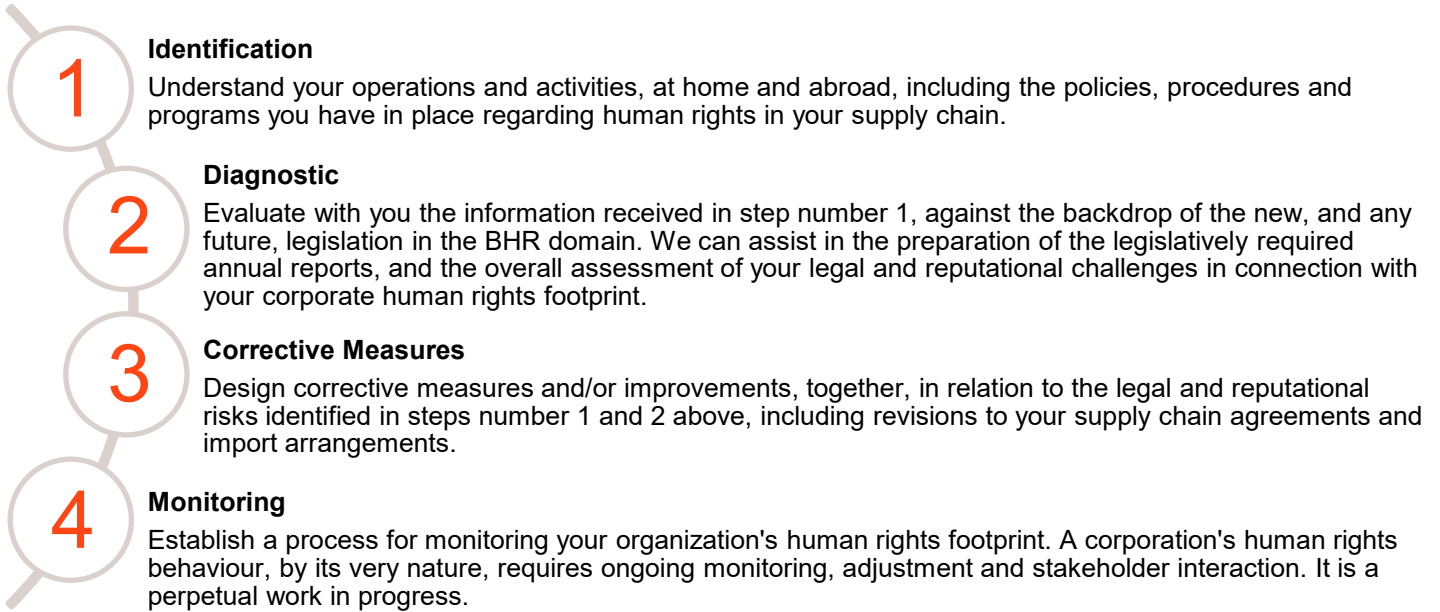 1
Identification
Understand your operations and activities, at home and abroad, including the policies, procedures and
programs you have in place regarding human rights in your supply chain.
2
Diagnostic
Evaluate with you the information received in step number 1, against the backdrop of the new, and any
future, legislation in the BHR domain. We can assist in the preparation of the legislatively required
annual reports, and the overall assessment of your legal and reputational challenges in connection with
your corporate human rights footprint.
3
Corrective Measures
Design corrective measures and/or improvements, together, in relation to the legal and reputational
risks identified in steps number 1 and 2 above, including revisions to your supply chain agreements and
import arrangements.
4
Monitoring
Establish a process for monitoring your organization's human rights footprint. A corporation's human rights
behaviour, by its very nature, requires ongoing monitoring, adjustment and stakeholder interaction. It is a
perpetual work in progress.